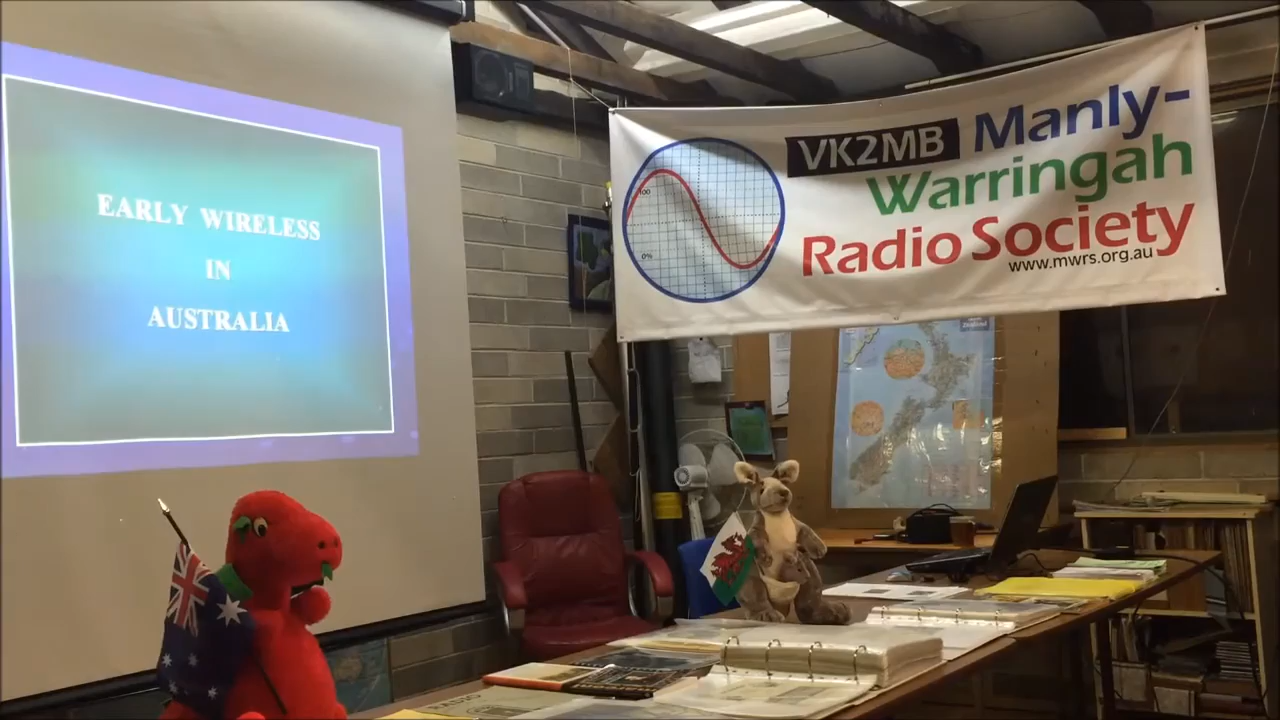 EARLY WIRELESS
IN
AUSTRALIA
VK2MB Manly-
Warringah
Radio Society
www.mwrs.org.au
100
0%